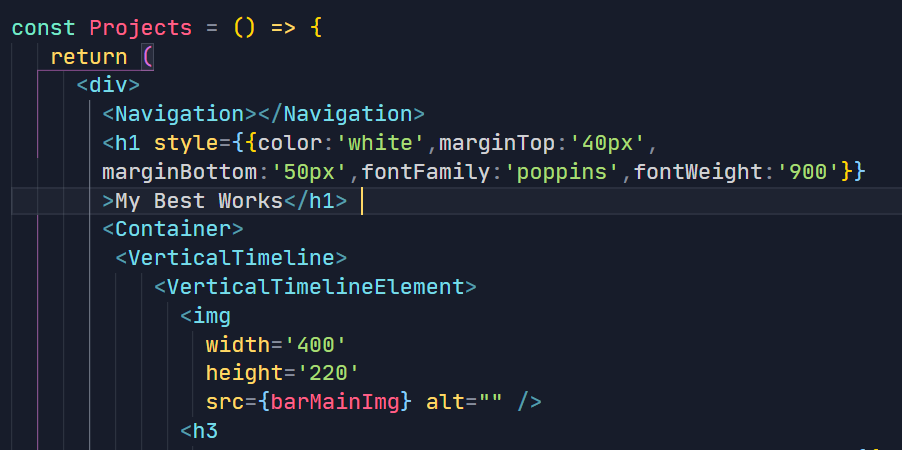 const Projects = () => {
return (
<div>
<Navigation></Navigation>
<h1 style={{color:'white',marginTop:'40px',
marginBottom:'50px',fontFamily:'poppins',fontWeight:'900'}}
>My Best Works</h1>
<Container>
<VerticalTimeline>
<VerticalTimelineElement>
<img
width='400'
height='220'
src={barMainImg} alt="" />
<h3